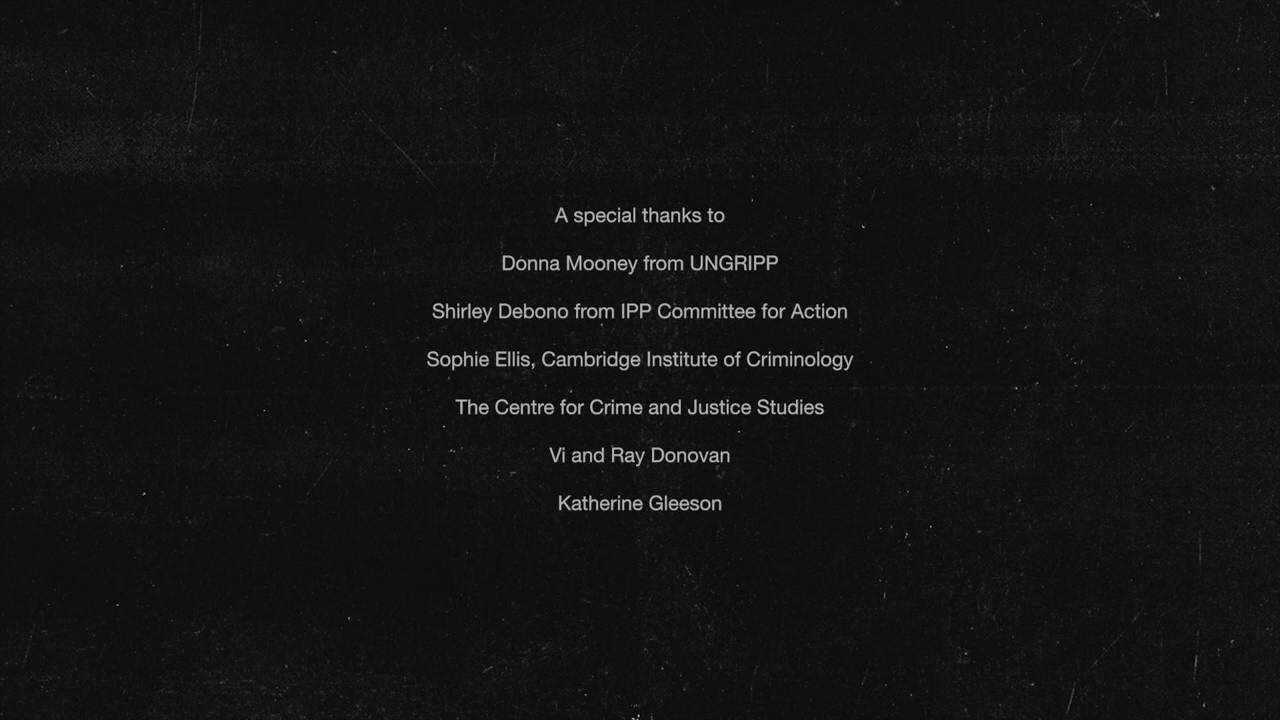 A special thanks to
Donna Mooney from UNGRIPP
Shirley Debono from IPP Committee for Action
Sophie Ellis, Cambridge Institute of Criminology
The Centre for Crime and Justice Studies
Vi and Ray Donovan
Katherine Gleeson